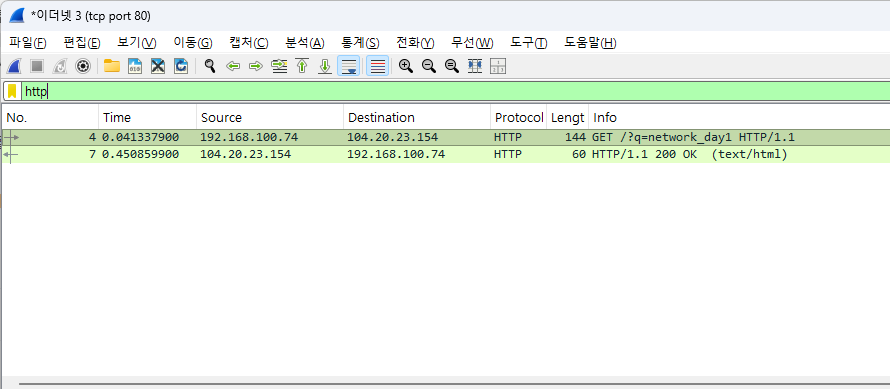 *이더넷 3 (tcp port 80)
파일(F) 편집(E) 보기(V) 이동(G) 캡처(C) 분석(A) 통계(S) 전화(Y) 무선(W) 도구(T) 도움말(H)
http
No. Time Source Destination Protocol Lengt Info
4 0.041337900 192.168.100.74 104.20.23.154 HTTP 144 GET /?q=network_day1 HTTP/1.1
7 0.450859900 104.20.23.154 192.168.100.74 HTTP 60 HTTP/1.1 200 OK (text/html)